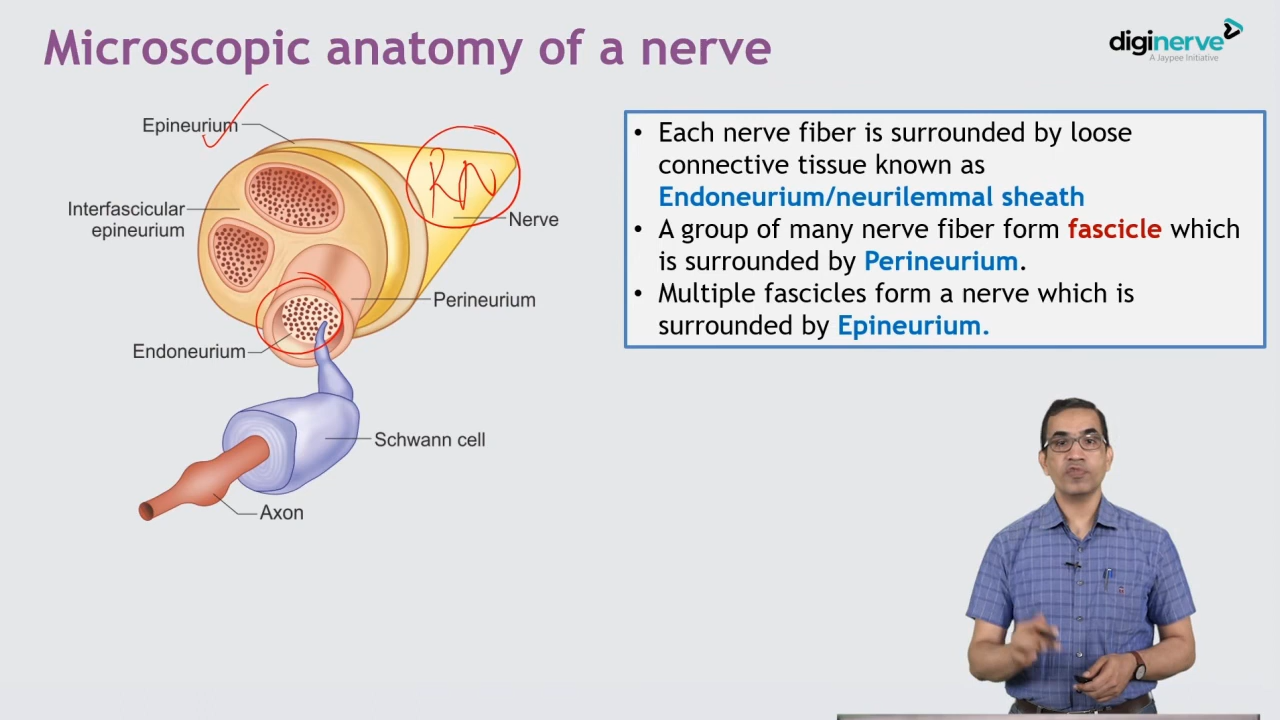 Microscopic anatomy of a nerve
diginerve
A Jaypee Initiative
Epineurium
Interfascicular
epineurium
RN
Nerve
Perineurium
Endoneurium
Schwann cell
Axon
• Each nerve fiber is surrounded by loose
connective tissue known as
Endoneurium/neurilemmal sheath
• A group of many nerve fiber form fascicle which
is surrounded by Perineurium.
• Multiple fascicles form a nerve which is
surrounded by Epineurium.